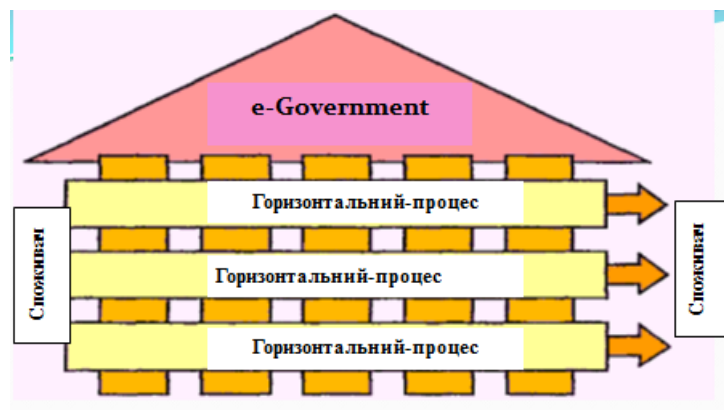 e-Government
Горизонтальний-процес
Споживач
Горизонтальний-процес
Споживач
Горизонтальний-процес